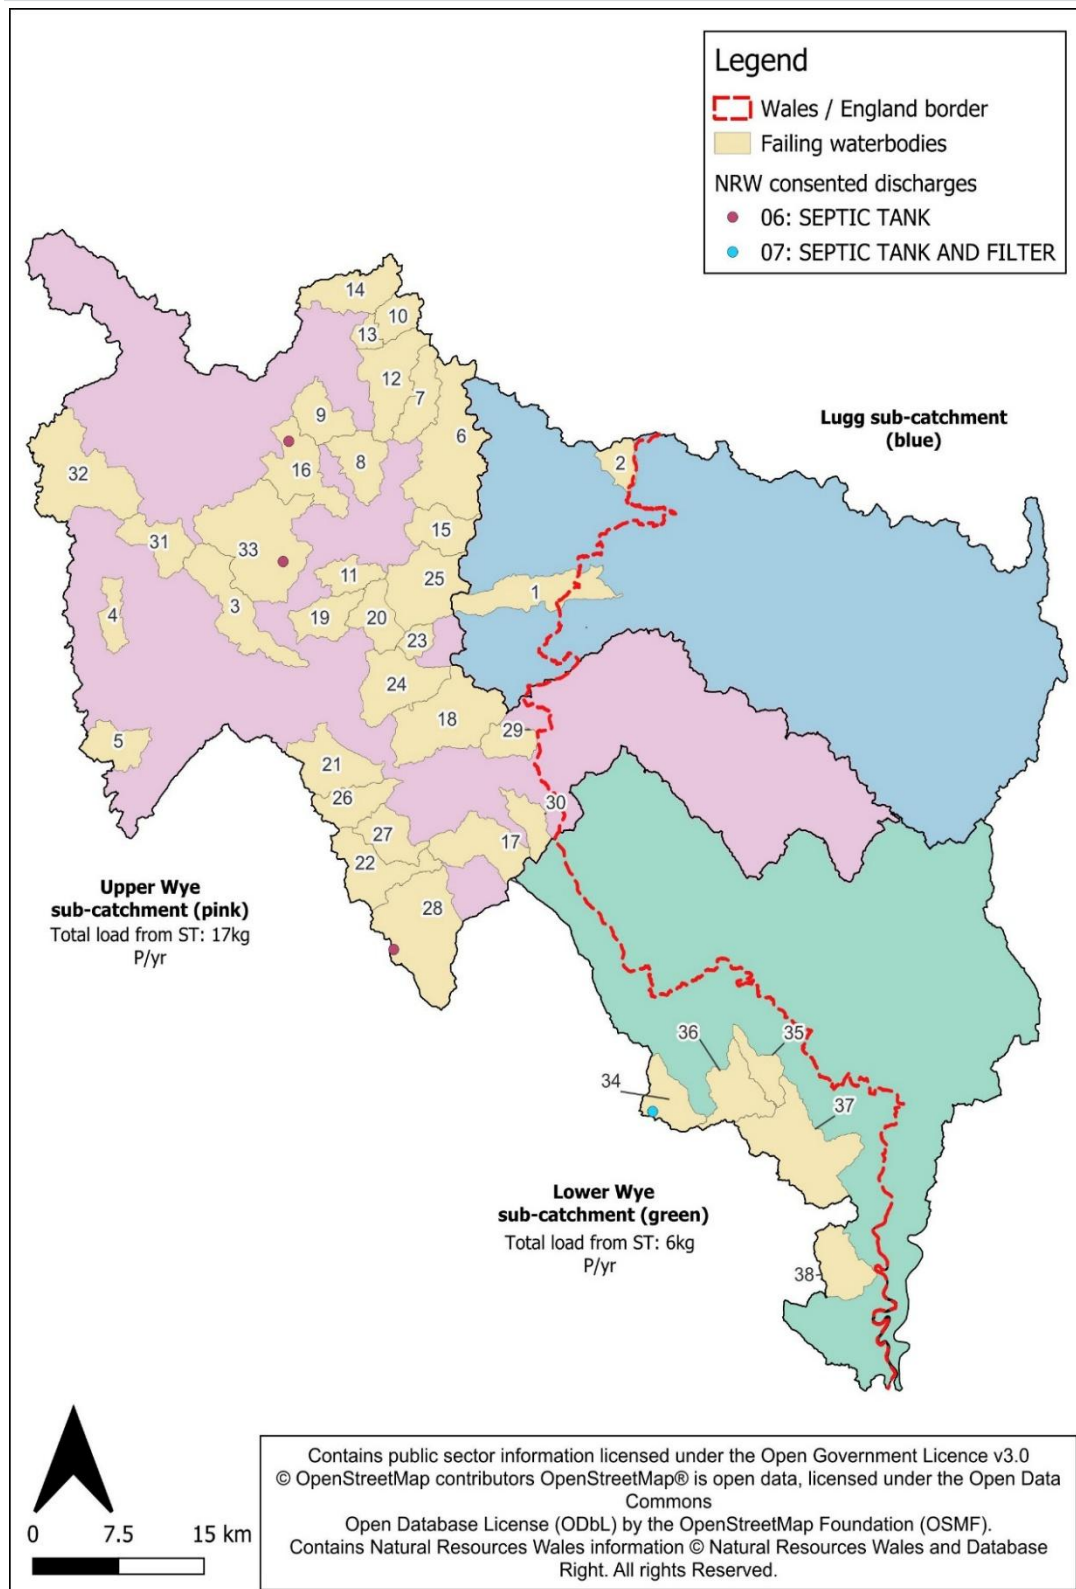 Legend
Wales / England border
Failing waterbodies
NRW consented discharges
06: SEPTIC TANK
07: SEPTIC TANK AND FILTER
14
10
13
12
7
9
6
Lugg sub-catchment
(blue)
8
2
32
16
15
31
33
11
25
1
4
3
19
20
23
24
18
5
29
21
26
30
27
17
22
Upper Wye
sub-catchment (pink)
Total load from ST: 17kg
P/yr
28
36
35
34
37
Lower Wye
sub-catchment (green)
Total load from ST: 6kg
P/yr
38
0 7.5 15 km
Contains public sector information licensed under the Open Government Licence v3.0
© OpenStreetMap contributors OpenStreetMap® is open data, licensed under the Open Data
Commons
Open Database License (ODbL) by the OpenStreetMap Foundation (OSMF).
Contains Natural Resources Wales information © Natural Resources Wales and Database
Right. All rights Reserved.